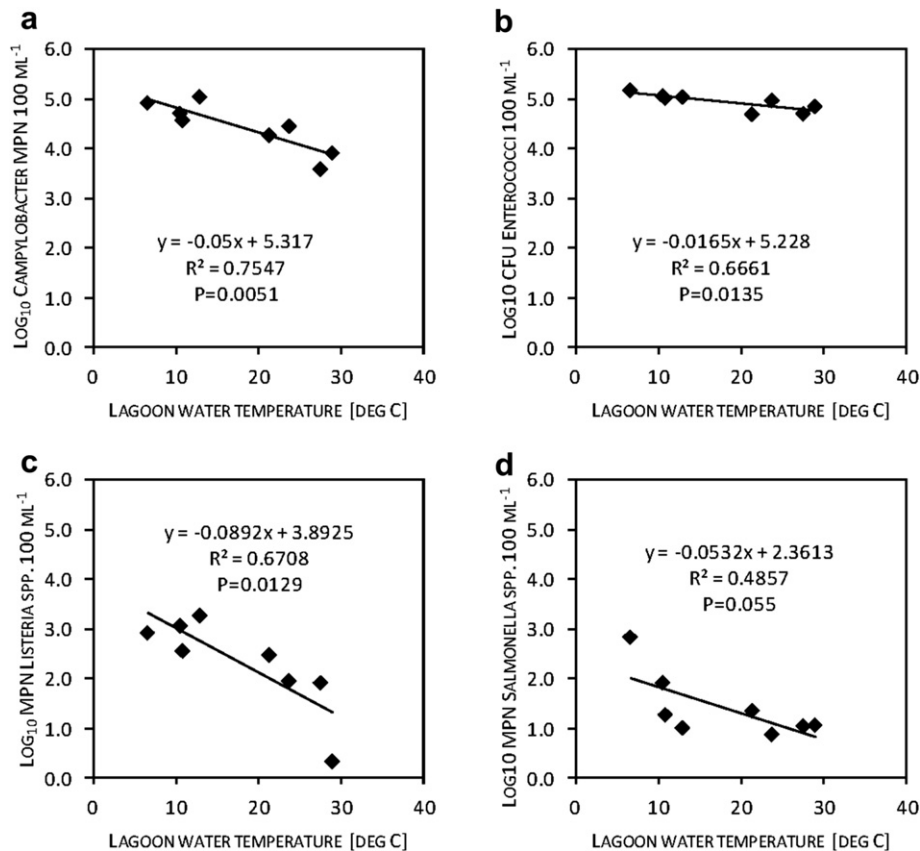 a
LOG₁₀ CAMPYLOBACTER MPN 100 ML⁻¹
6.0
5.0
4.0
3.0
2.0
1.0
0.0
y = -0.05x + 5.317
R² = 0.7547
P=0.0051
0 10 20 30 40
LAGOON WATER TEMPERATURE [DEG C]
b
LOG10 CFU ENTEROCOCCI 100 ML⁻¹
6.0
5.0
4.0
3.0
2.0
1.0
0.0
y = -0.0165x + 5.228
R² = 0.6661
P=0.0135
0 10 20 30 40
LAGOON WATER TEMPERATURE [DEG C]
c
LOG₁₀ MPN LISTERIA SPP. 100 ML⁻¹
6.0
5.0
4.0
3.0
2.0
1.0
0.0
y = -0.0892x + 3.8925
R² = 0.6708
P=0.0129
0 10 20 30 40
LAGOON WATER TEMPERATURE [DEG C]
d
LOG10 MPN SALMONELLA SPP. 100 ML⁻¹
6.0
5.0
4.0
3.0
2.0
1.0
0.0
y = -0.0532x + 2.3613
R² = 0.4857
P=0.055
0 10 20 30 40
LAGOON WATER TEMPERATURE [DEG C]